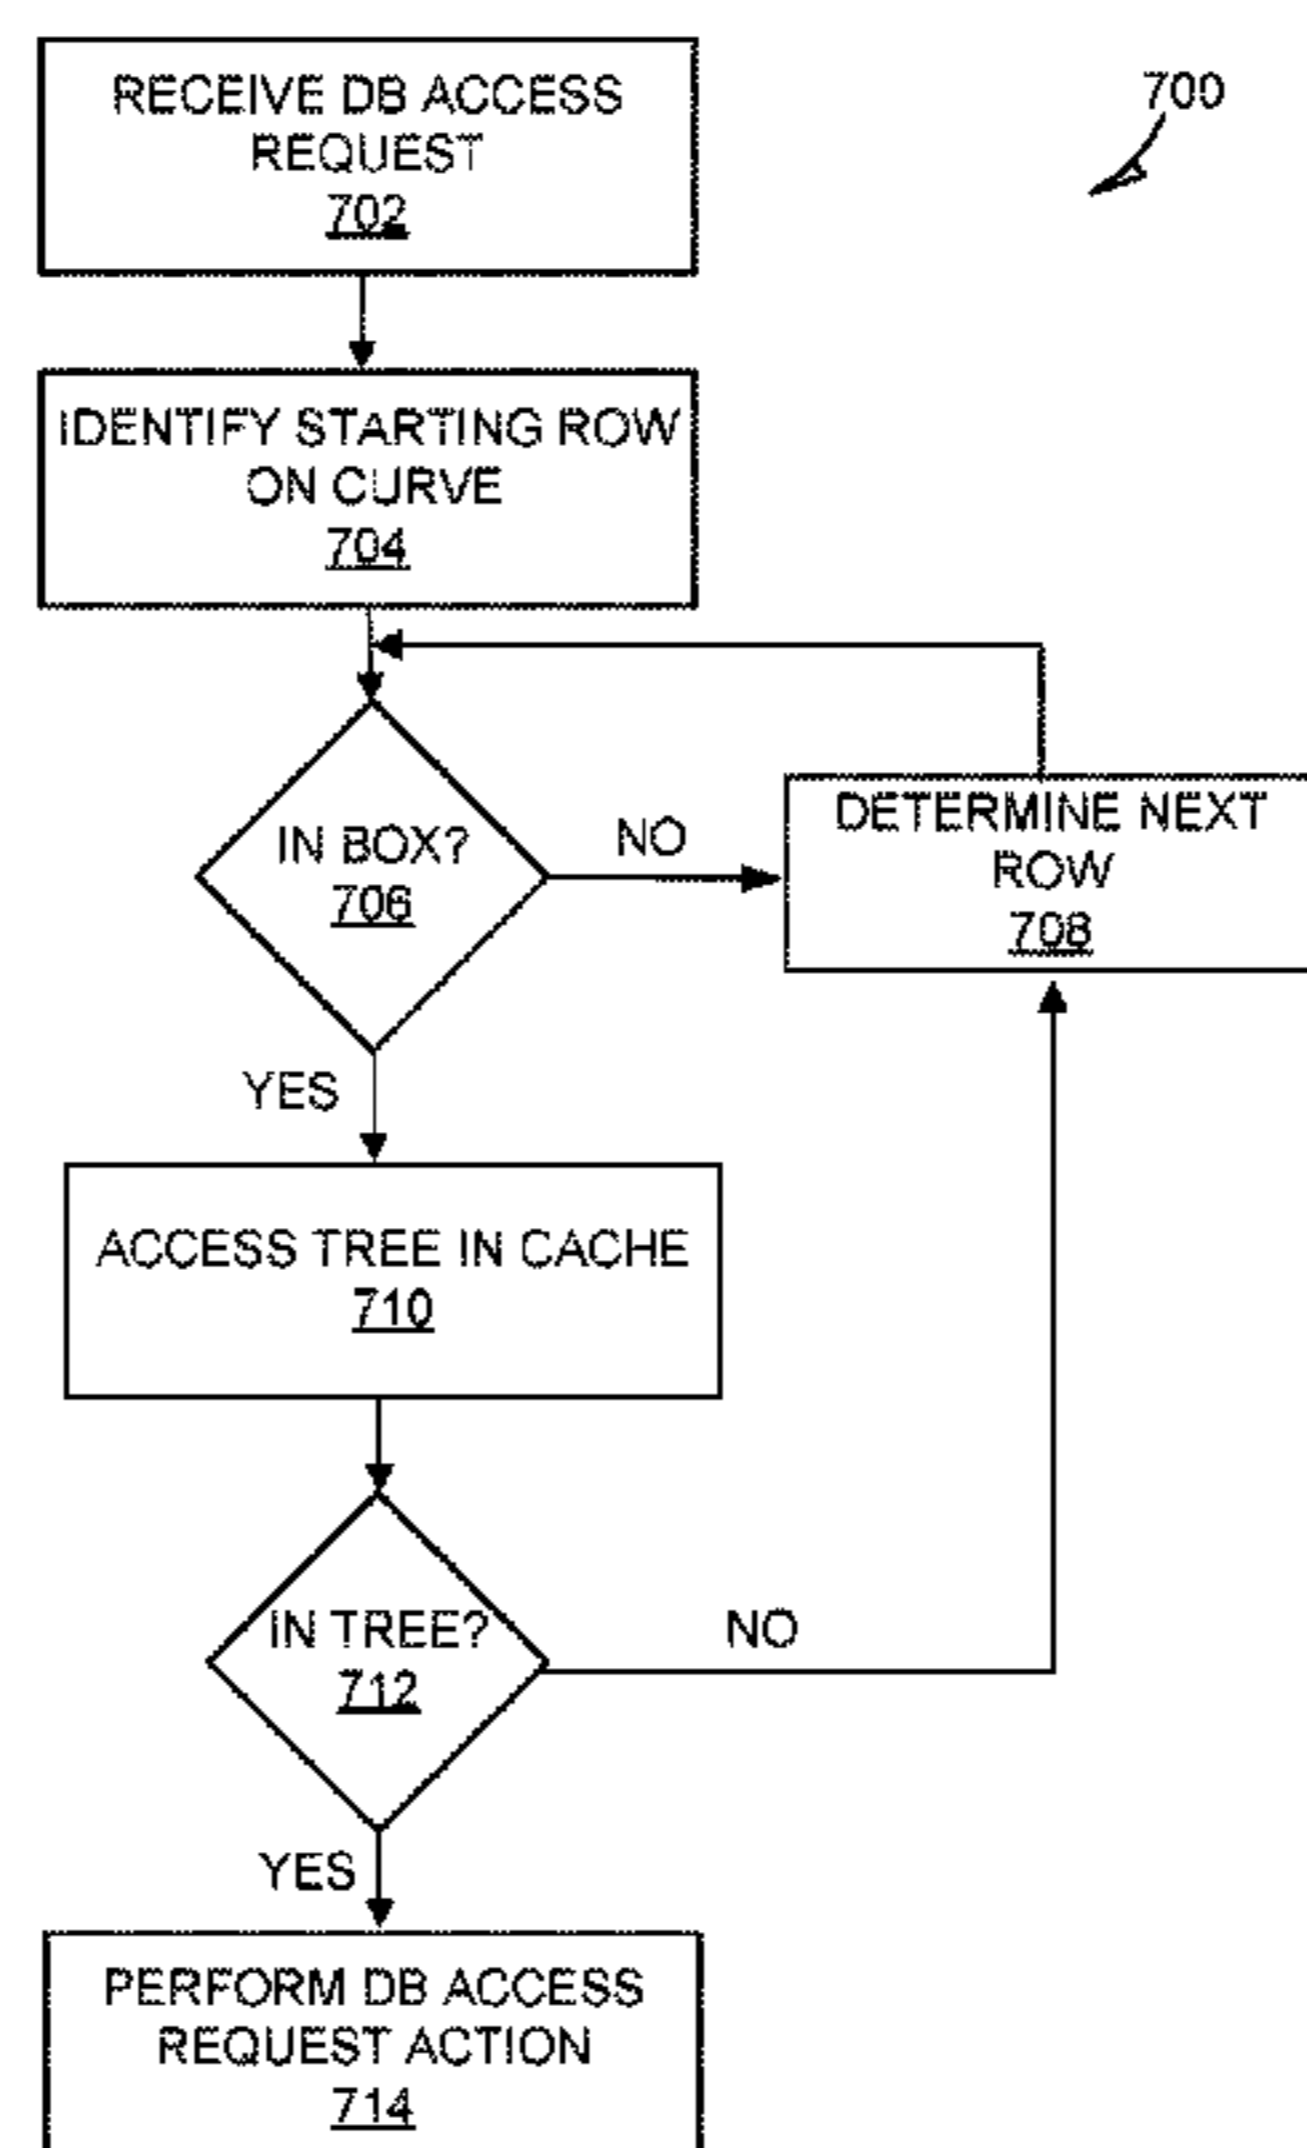 RECEIVE DB ACCESS
REQUEST
702
700
IDENTIFY STARTING ROW
ON CURVE
704
IN BOX?
706
NO
DETERMINE NEXT
ROW
708
YES
ACCESS TREE IN CACHE
710
IN TREE?
712
NO
YES
PERFORM DB ACCESS
REQUEST ACTION
714